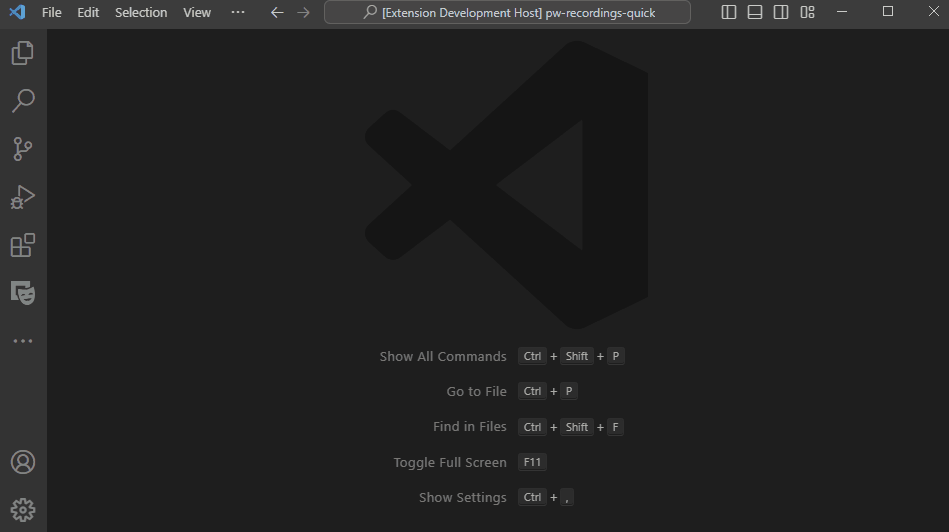 File Edit Selection View ··· [Extension Development Host] pw-recordings-quick
Show All Commands Ctrl + Shift + P
Go to File Ctrl + P
Find in Files Ctrl + Shift + F
Toggle Full Screen F11
Show Settings Ctrl + ,